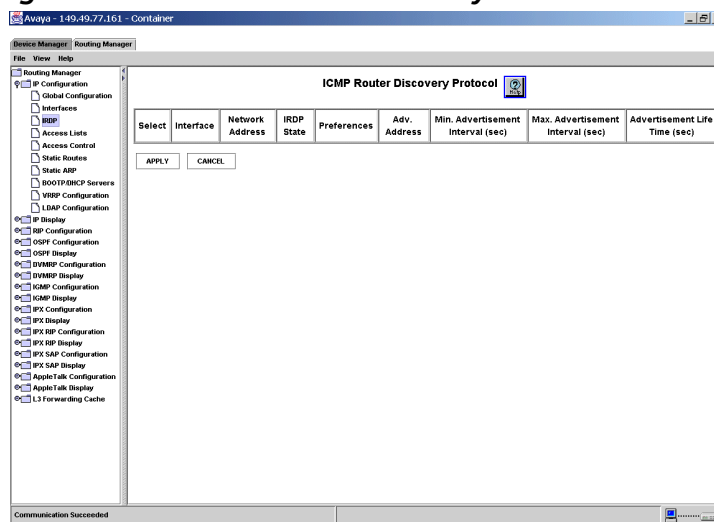 Avaya - 149.49.77.161 - Container
Device Manager Routing Manager
File View Help
Routing Manager
IP Configuration
Global Configuration
Interfaces
IRDP
Access Lists
Access Control
Static Routes
Static ARP
BOOTP/DHCP Servers
VRRP Configuration
LDAP Configuration
IP Display
RIP Configuration
OSPF Configuration
OSPF Display
DVMRP Configuration
DVMRP Display
IGMP Configuration
IGMP Display
IPX Configuration
IPX Display
IPX RIP Configuration
IPX RIP Display
IPX SAP Configuration
IPX SAP Display
AppleTalk Configuration
AppleTalk Display
L3 Forwarding Cache
ICMP Router Discovery Protocol
Help
Select Interface Network Address IRDP State Preferences Adv. Address Min. Advertisement Interval (sec) Max. Advertisement Interval (sec) Advertisement Life Time (sec)
APPLY CANCEL
Communication Succeeded